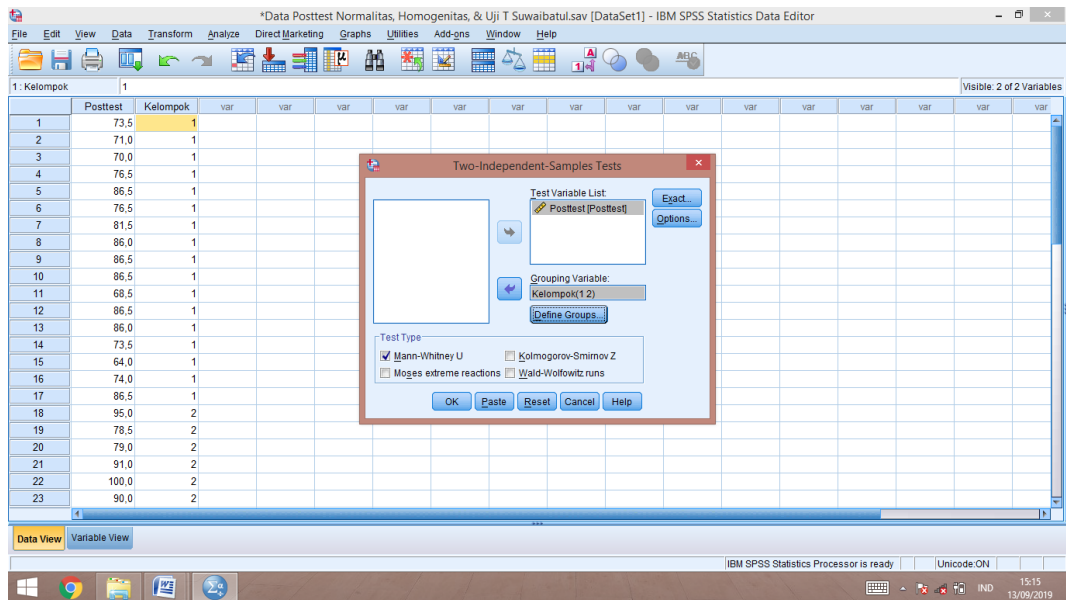 *Data Posttest Normalitas, Homogenitas, & Uji T Suwaibatul.sav [DataSet1] - IBM SPSS Statistics Data Editor
File Edit View Data Transform Analyze Direct Marketing Graphs Utilities Add-ons Window Help
1 : Kelompok 1 Visible: 2 of 2 Variables
Posttest Kelompok var var var var var var var var var var var var var var var
1 73,5 1
2 71,0 1
3 70,0 1
4 76,5 1
5 86,5 1
6 76,5 1
7 81,5 1
8 86,0 1
9 86,5 1
10 86,5 1
11 68,5 1
12 86,5 1
13 86,0 1
14 73,5 1
15 64,0 1
16 74,0 1
17 86,5 1
18 95,0 2
19 78,5 2
20 79,0 2
21 91,0 2
22 100,0 2
23 90,0 2
Two-Independent-Samples Tests
Test Variable List:
Posttest [Posttest]
Exact...
Options...
Grouping Variable:
Kelompok(1 2)
Define Groups...
Test Type
Mann-Whitney U Kolmogorov-Smirnov Z
Moses extreme reactions Wald-Wolfowitz runs
OK Paste Reset Cancel Help
Data View Variable View
IBM SPSS Statistics Processor is ready Unicode:ON
IND 15:15
13/09/2019